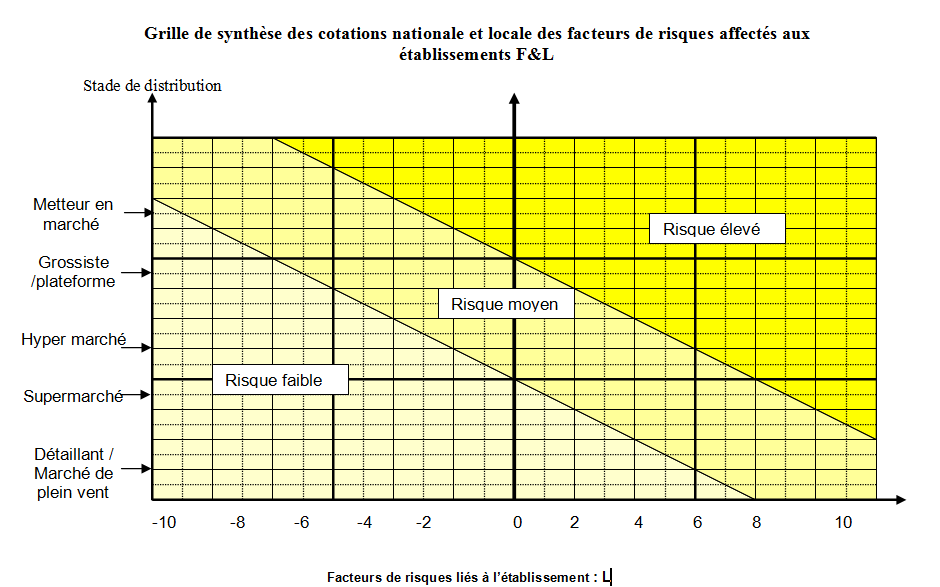 Grille de synthèse des cotations nationale et locale des facteurs de risques affectés aux
établissements F&L
Stade de distribution
Metteur en
marché
Risque élevé
Grossiste
/plateforme
Risque moyen
Hyper marché
Risque faible
Supermarché
Détaillant /
Marché de
plein vent
-10 -8 -6 -4 -2 0 2 4 6 8 10
Facteurs de risques liés à l'établissement : L